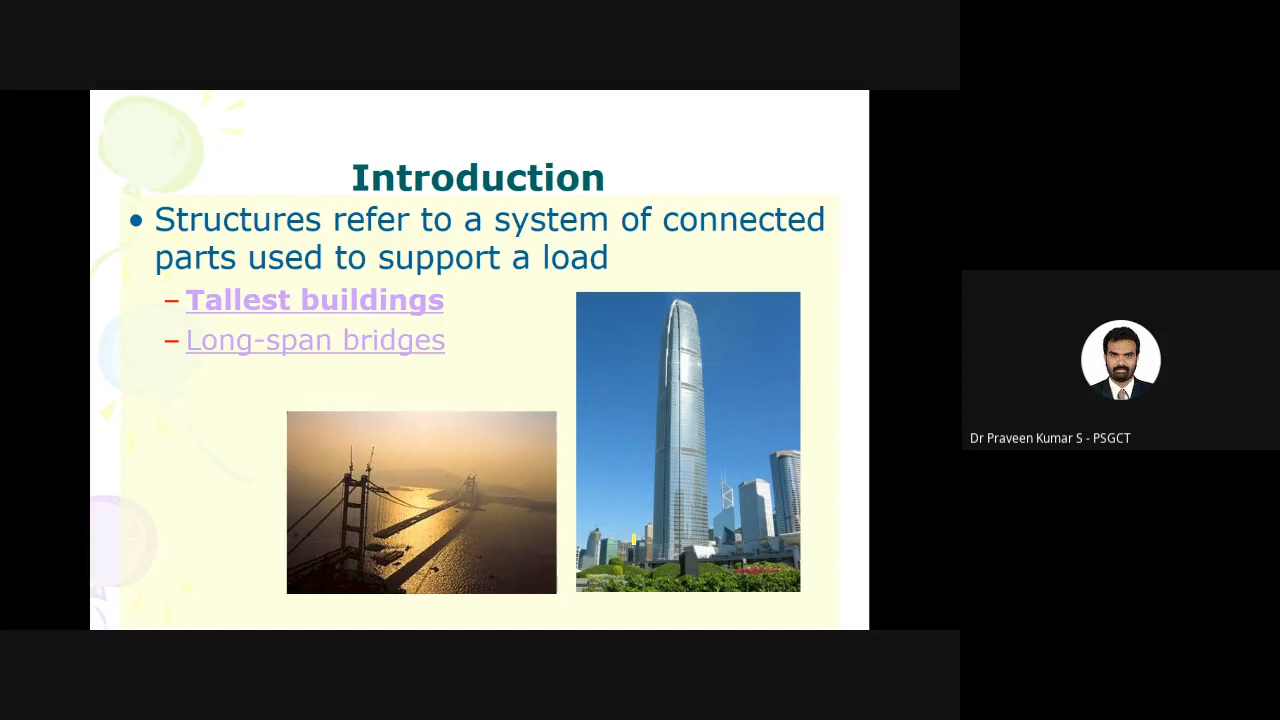 Introduction
• Structures refer to a system of connected
parts used to support a load
– Tallest buildings
– Long-span bridges
Dr Praveen Kumar S - PSGCT